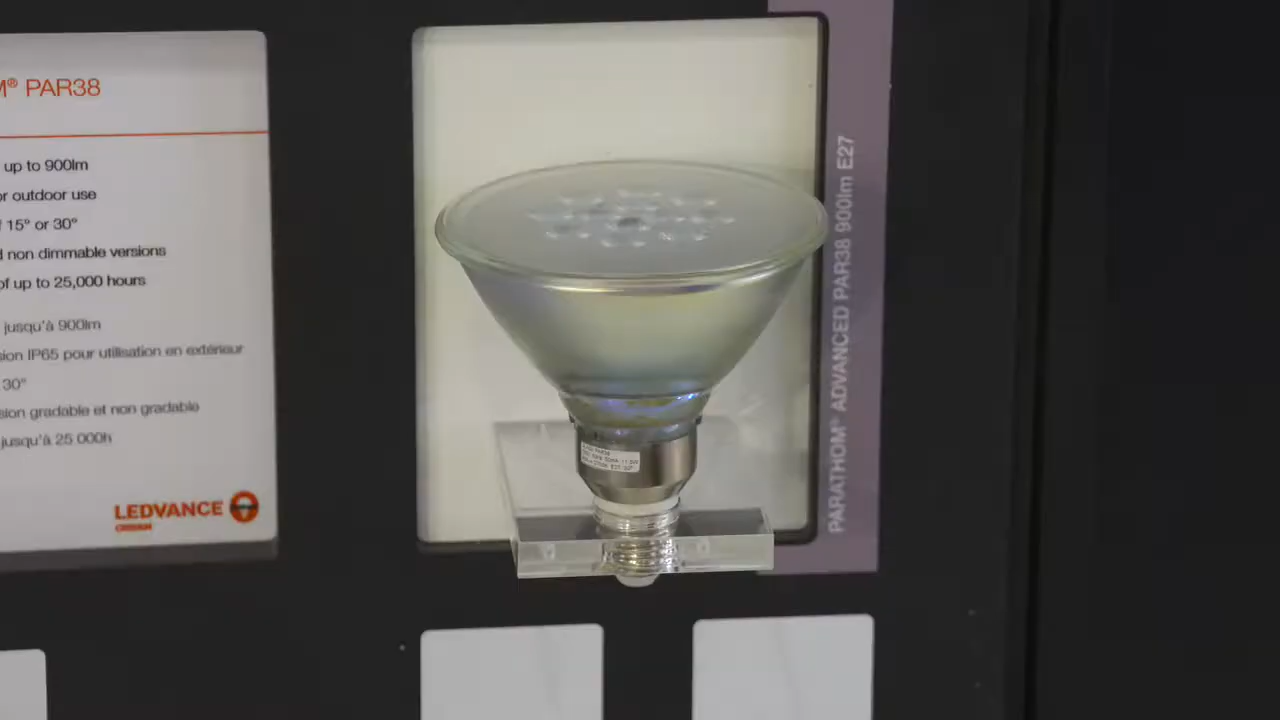 M® PAR38
up to 900lm
or outdoor use
15° or 30°
non dimmable versions
of up to 25,000 hours
jusqu'à 900lm
sion IP65 pour utilisation en extérieur
30°
sion gradable et non gradable
jusqu'à 25 000h
LEDVANCE
OSRAM
PARATHOM® ADVANCED PAR38 900lm E27